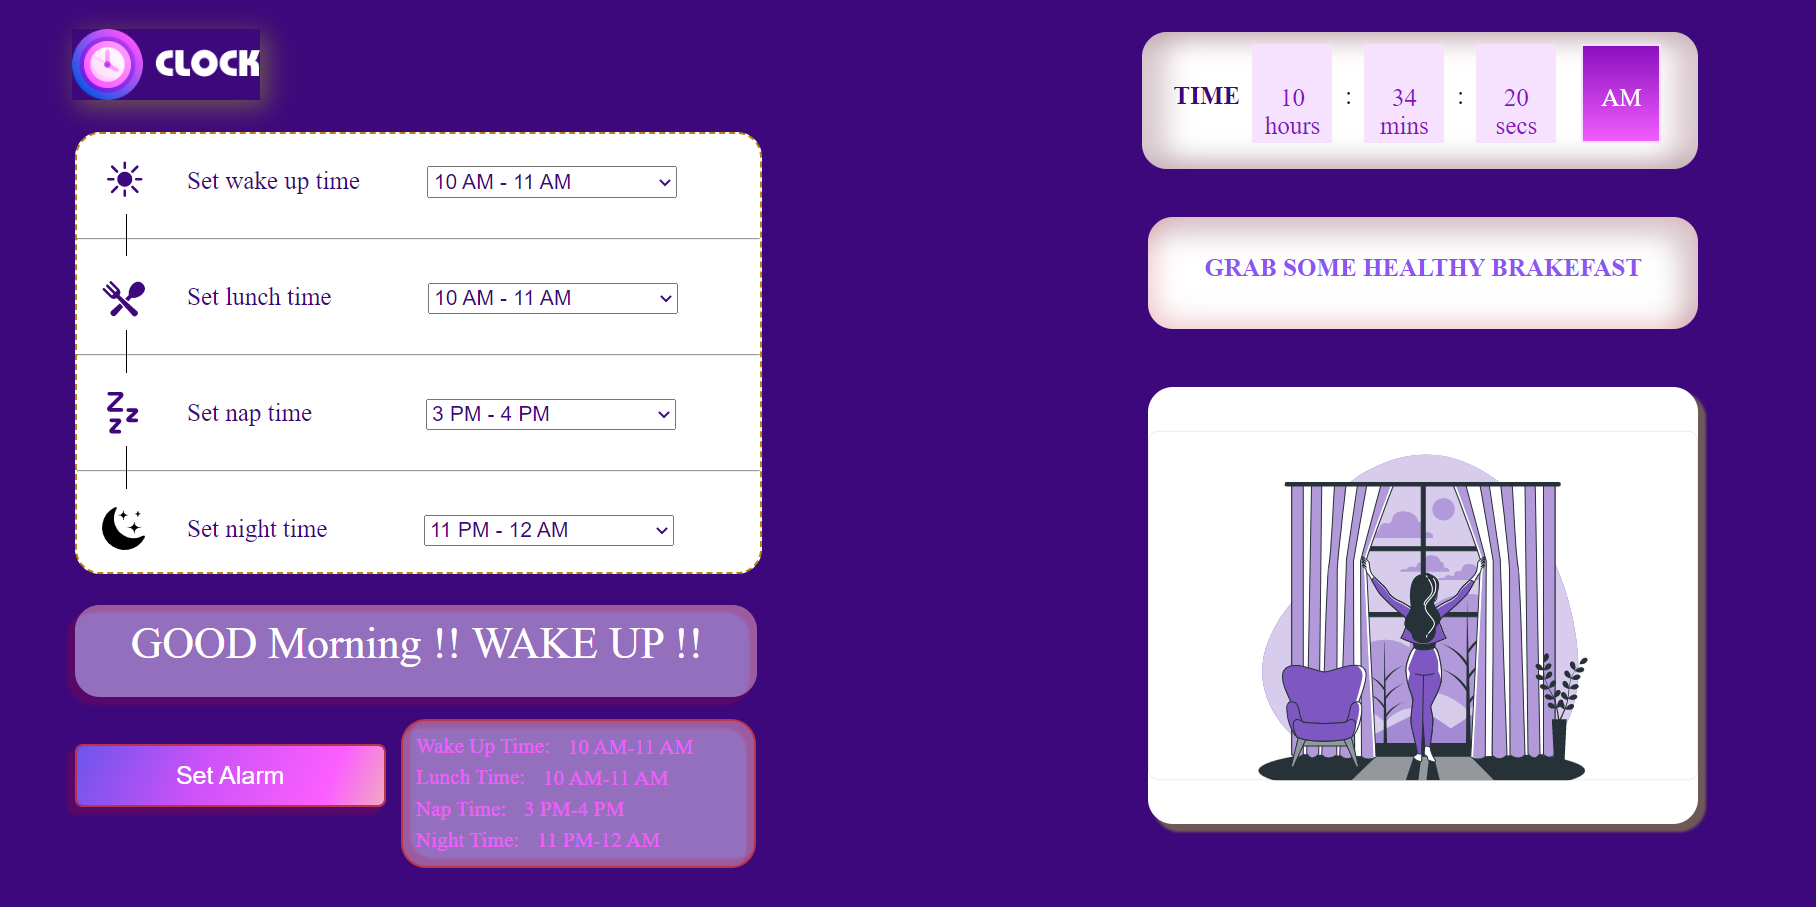 CLOCK
Set wake up time 10 AM - 11 AM
Set lunch time 10 AM - 11 AM
Set nap time 3 PM - 4 PM
Set night time 11 PM - 12 AM
GOOD Morning !! WAKE UP !!
Set Alarm
Wake Up Time: 10 AM-11 AM
Lunch Time: 10 AM-11 AM
Nap Time: 3 PM-4 PM
Night Time: 11 PM-12 AM
TIME 10 : 34 : 20 AM
hours mins secs
GRAB SOME HEALTHY BRAKEFAST